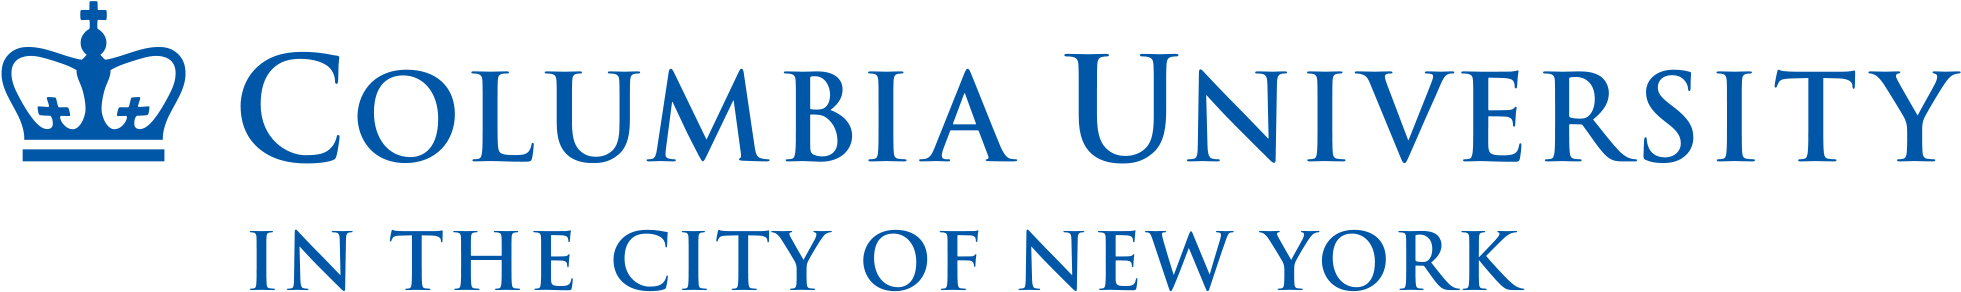 COLUMBIA UNIVERSITY
IN THE CITY OF NEW YORK